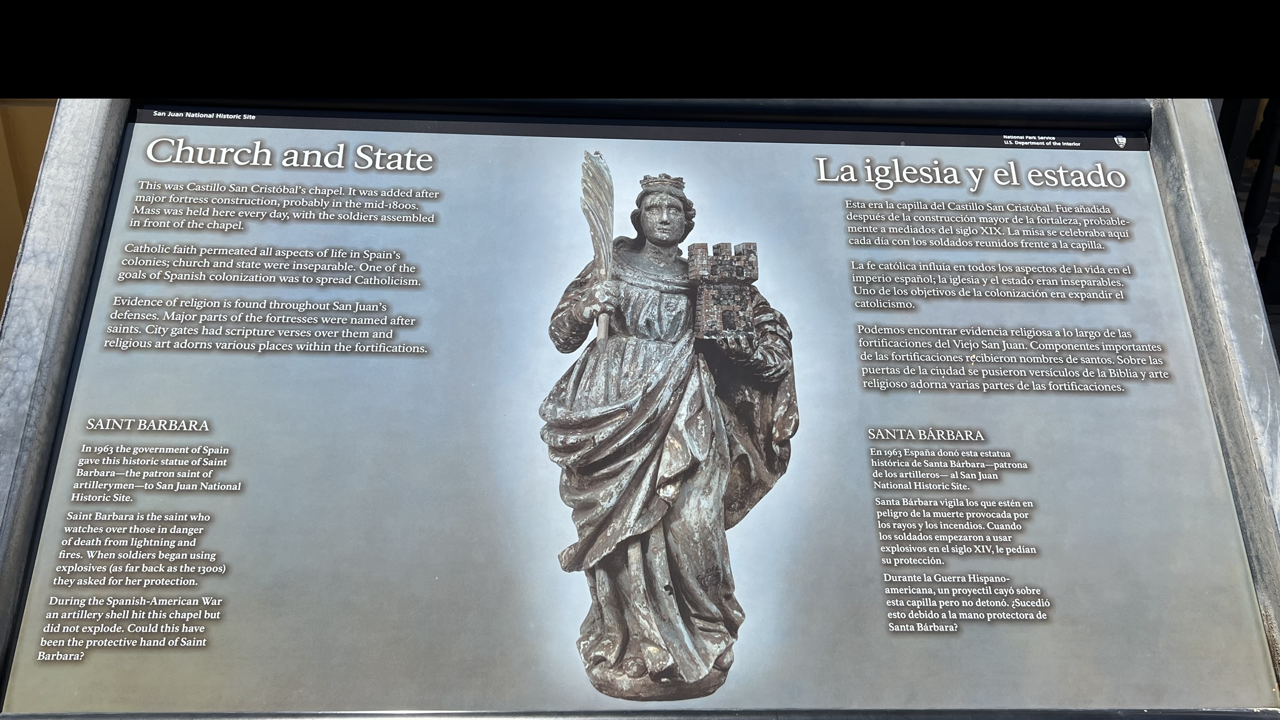 San Juan National Historic Site
National Park Service
U.S. Department of the Interior
Church and State
This was Castillo San Cristóbal's chapel. It was added after
major fortress construction, probably in the mid-1800s.
Mass was held here every day, with the soldiers assembled
in front of the chapel.
Catholic faith permeated all aspects of life in Spain's
colonies; church and state were inseparable. One of the
goals of Spanish colonization was to spread Catholicism.
Evidence of religion is found throughout San Juan's
defenses. Major parts of the fortresses were named after
saints. City gates had scripture verses over them and
religious art adorns various places within the fortifications.
SAINT BARBARA
In 1963 the government of Spain
gave this historic statue of Saint
Barbara—the patron saint of
artillerymen—to San Juan National
Historic Site.
Saint Barbara is the saint who
watches over those in danger
of death from lightning and
fires. When soldiers began using
explosives (as far back as the 1300s)
they asked for her protection.
During the Spanish-American War
an artillery shell hit this chapel but
did not explode. Could this have
been the protective hand of Saint
Barbara?
La iglesia y el estado
Esta era la capilla del Castillo San Cristóbal. Fue añadida
después de la construcción mayor de la fortaleza, probable-
mente a mediados del siglo XIX. La misa se celebraba aquí
cada día con los soldados reunidos frente a la capilla.
La fe católica influía en todos los aspectos de la vida en el
imperio español; la iglesia y el estado eran inseparables.
Uno de los objetivos de la colonización era expandir el
catolicismo.
Podemos encontrar evidencia religiosa a lo largo de las
fortificaciones del Viejo San Juan. Componentes importantes
de las fortificaciones recibieron nombres de santos. Sobre las
puertas de la ciudad se pusieron versículos de la Biblia y arte
religioso adorna varias partes de las fortificaciones.
SANTA BÁRBARA
En 1963 España donó esta estatua
histórica de Santa Bárbara—patrona
de los artilleros— al San Juan
National Historic Site.
Santa Bárbara vigila los que estén en
peligro de la muerte provocada por
los rayos y los incendios. Cuando
los soldados empezaron a usar
explosivos en el siglo XIV, le pedían
su protección.
Durante la Guerra Hispano-
americana, un proyectil cayó sobre
esta capilla pero no detonó. ¿Sucedió
esto debido a la mano protectora de
Santa Bárbara?